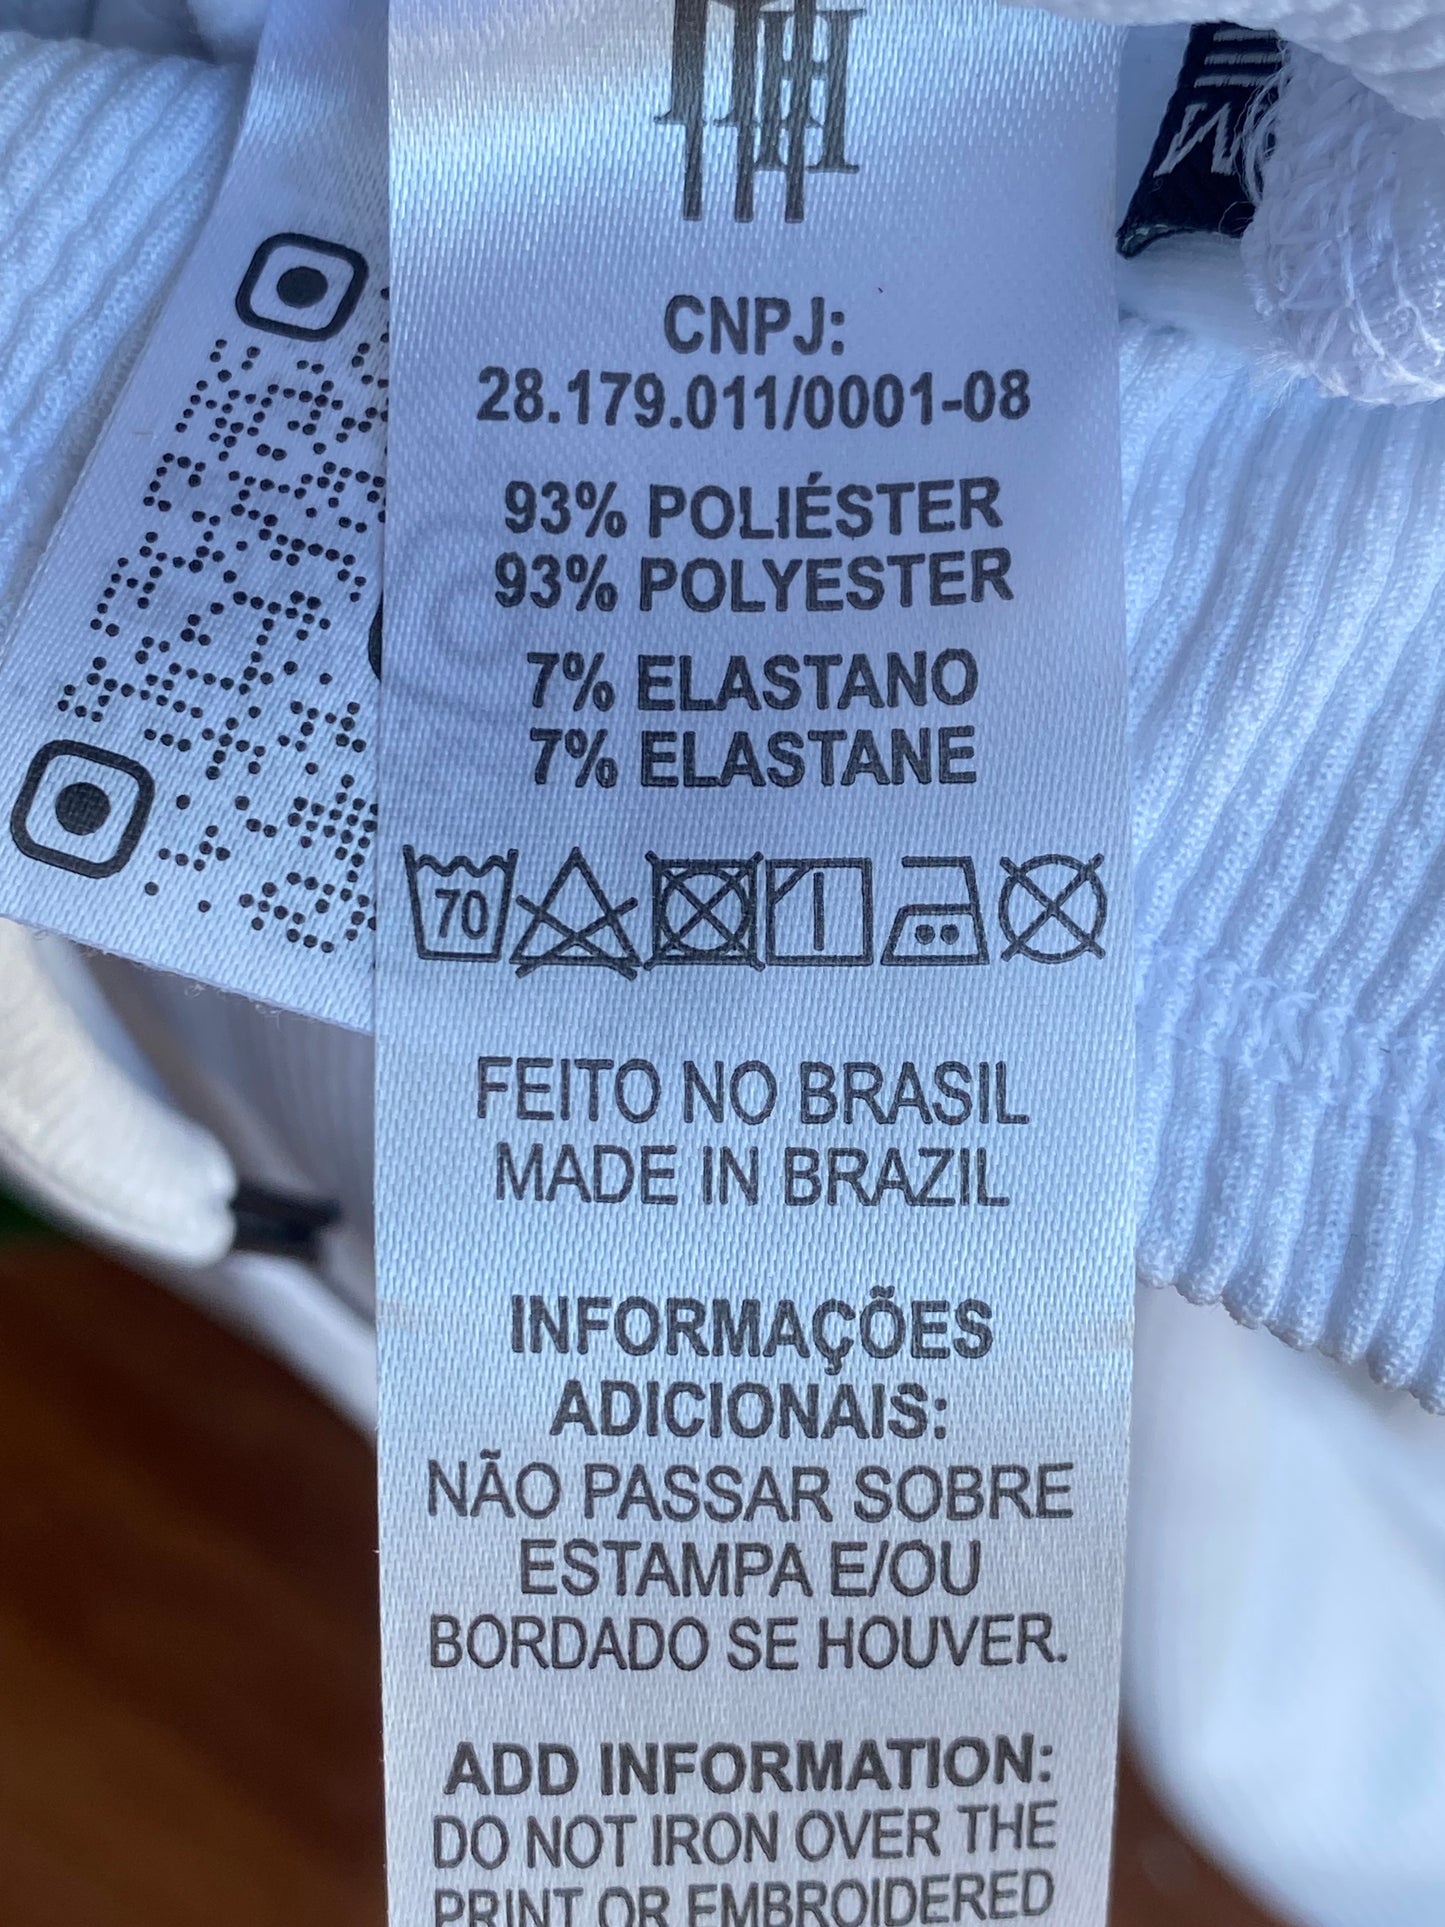 CNPJ:
28.179.011/0001-08
93% POLIÉSTER
93% POLYESTER
7% ELASTANO
7% ELASTANE
70
FEITO NO BRASIL
MADE IN BRAZIL
INFORMAÇÕES
ADICIONAIS:
NÃO PASSAR SOBRE
ESTAMPA E/OU
BORDADO SE HOUVER.
ADD INFORMATION:
DO NOT IRON OVER THE
PRINT OR EMBROIDERED